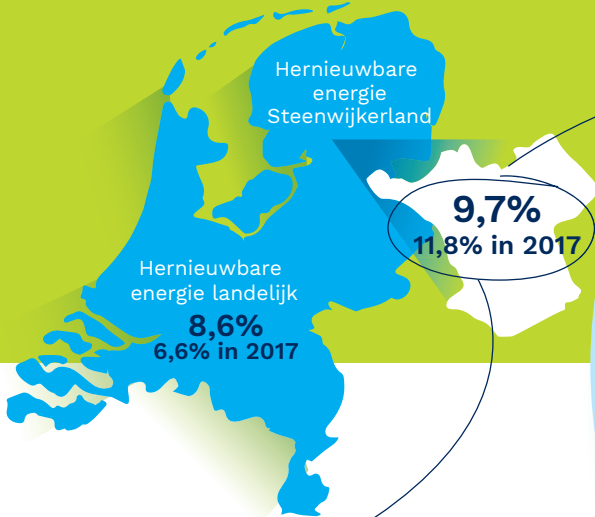 Hernieuwbare
energie
Steenwijkerland
9,7%
11,8% in 2017
Hernieuwbare
energie landelijk
8,6%
6,6% in 2017